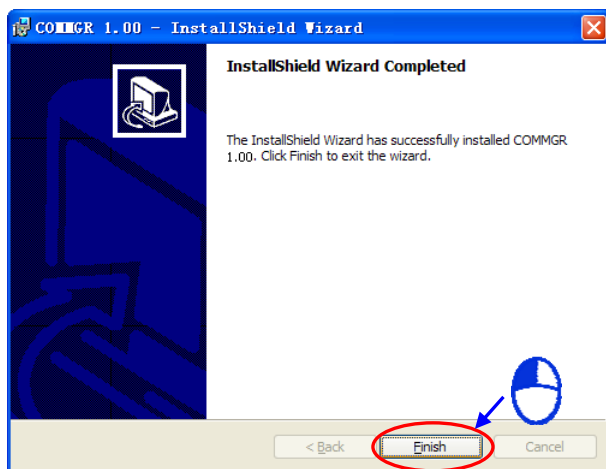 COMMGR 1.00 - InstallShield Wizard
InstallShield Wizard Completed
The InstallShield Wizard has successfully installed COMMGR
1.00. Click Finish to exit the wizard.
< Back Finish Cancel